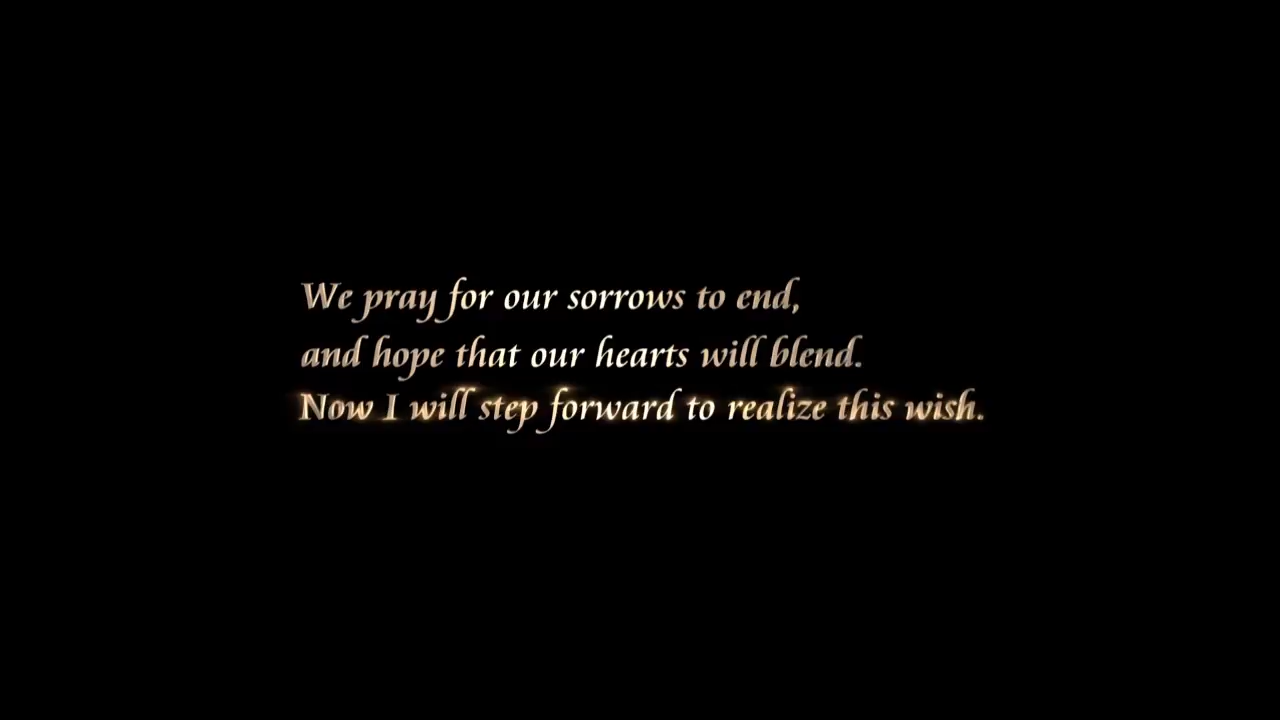 We pray for our sorrows to end,
and hope that our hearts will blend.
Now I will step forward to realize this wish.